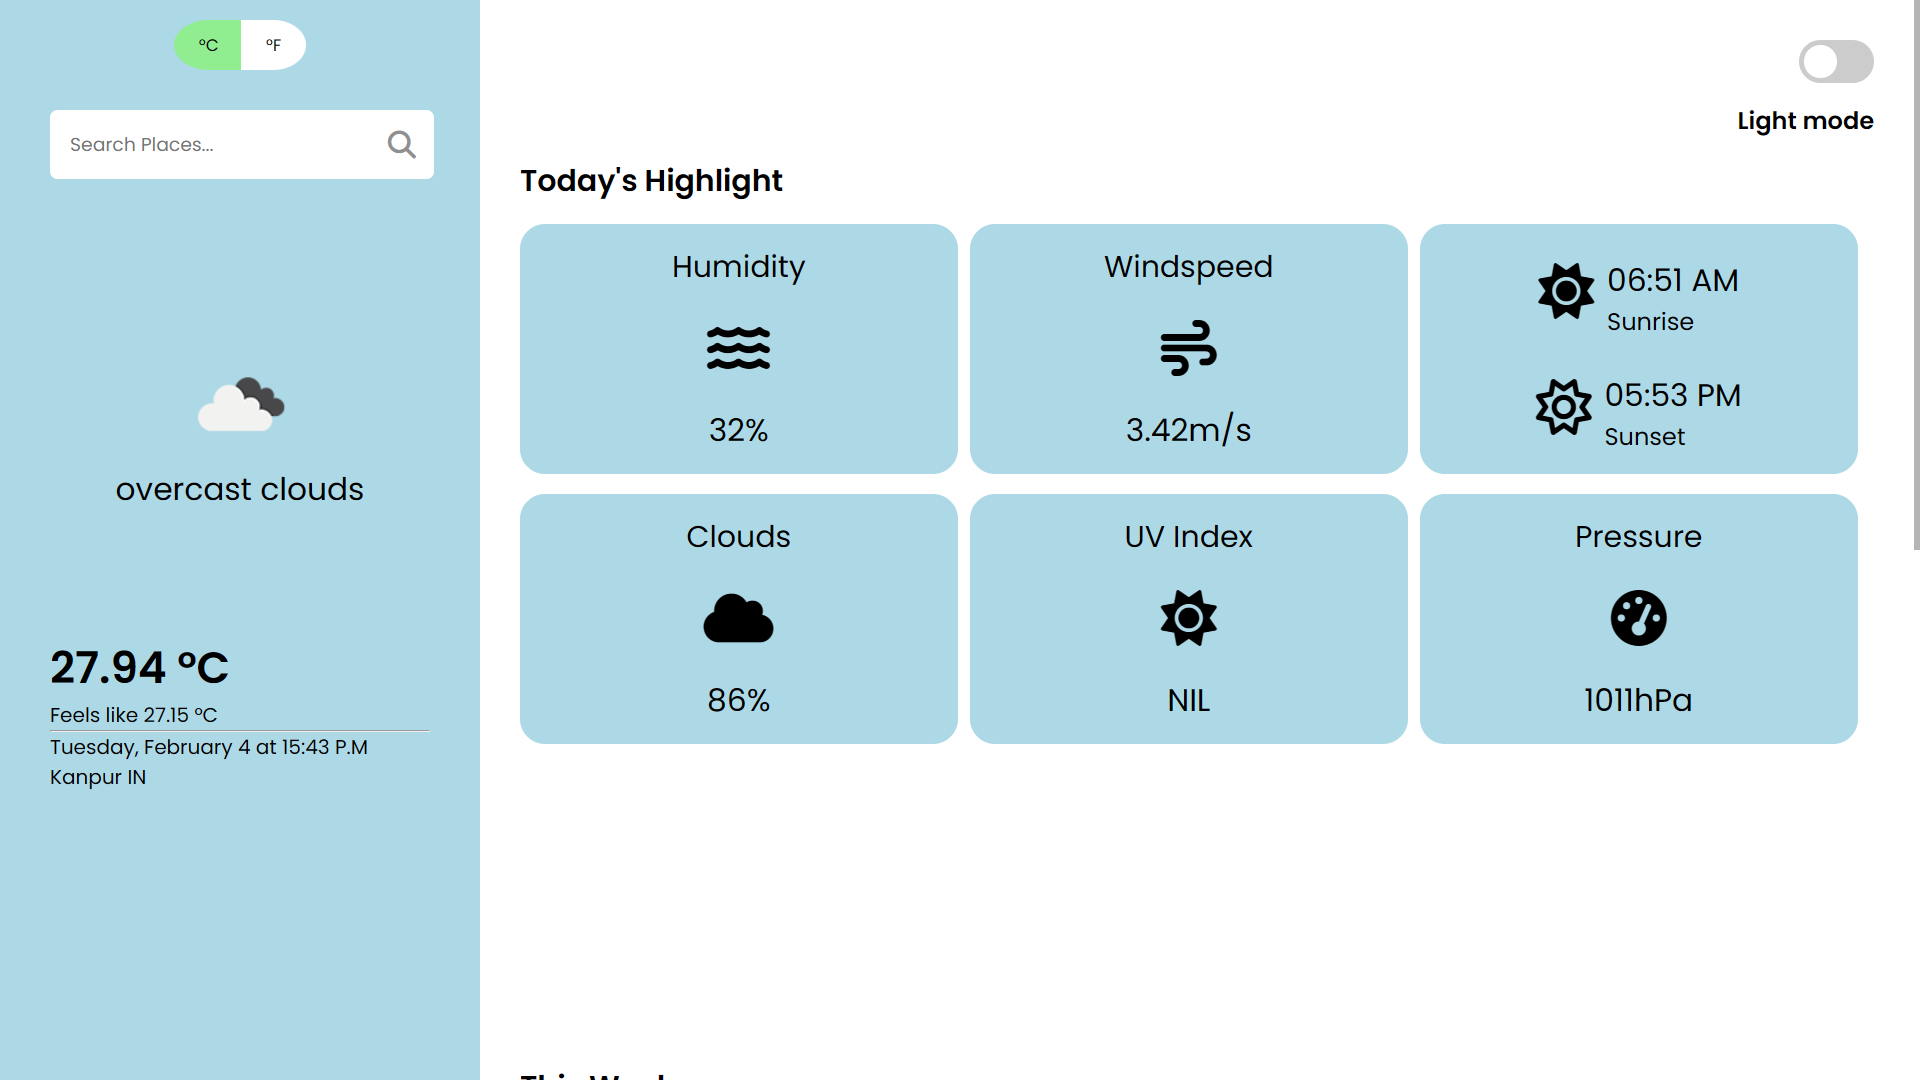 °C °F
Search Places...
overcast clouds
27.94 °C
Feels like 27.15 °C
Tuesday, February 4 at 15:43 P.M
Kanpur IN
Light mode
Today's Highlight
Humidity
32%
Windspeed
3.42m/s
06:51 AM
Sunrise
05:53 PM
Sunset
Clouds
86%
UV Index
NIL
Pressure
1011hPa